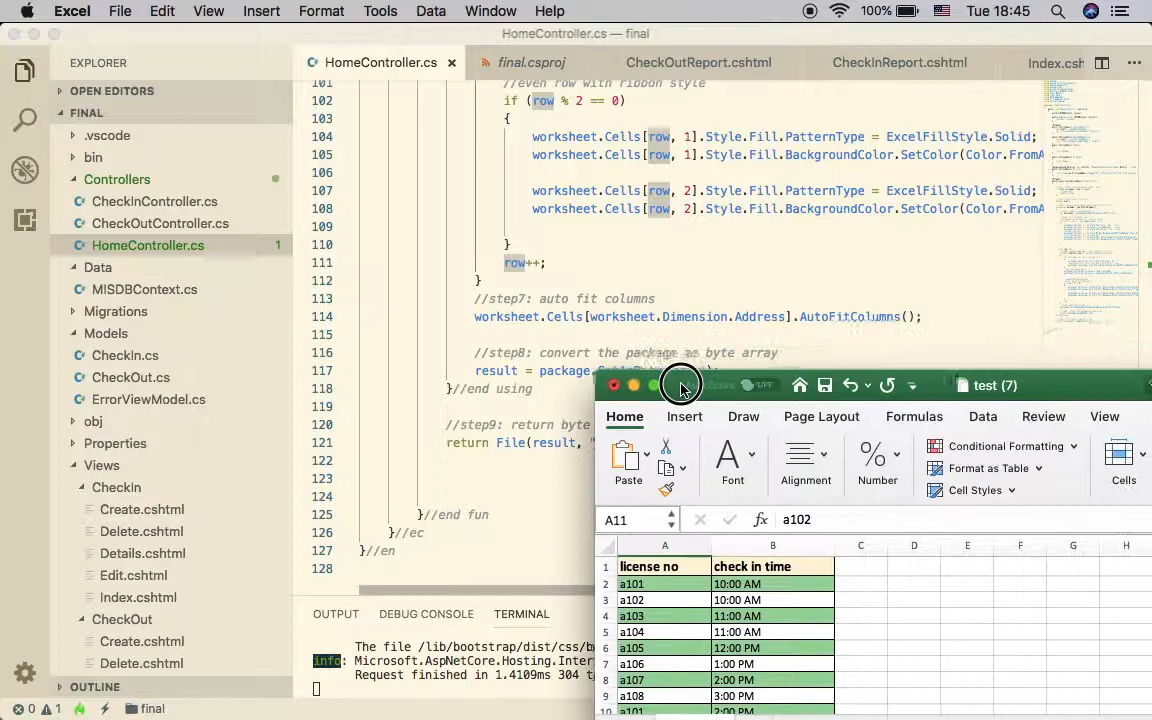 Excel File Edit View Insert Format Tools Data Window Help 100% Tue 18:45
HomeController.cs — final
EXPLORER
OPEN EDITORS
FINAL
.vscode
bin
Controllers
CheckInController.cs
CheckOutController.cs
HomeController.cs 1
Data
MISDBContext.cs
Migrations
Models
CheckIn.cs
CheckOut.cs
ErrorViewModel.cs
obj
Properties
Views
CheckIn
Create.cshtml
Delete.cshtml
Details.cshtml
Edit.cshtml
Index.cshtml
CheckOut
Create.cshtml
Delete.cshtml
OUTLINE
0 1 final
HomeController.cs final.csproj CheckOutReport.cshtml CheckInReport.cshtml Index.csh
101 //even row with ribbon style
102 if (row % 2 == 0)
103 {
104 worksheet.Cells[row, 1].Style.Fill.PatternType = ExcelFillStyle.Solid;
105 worksheet.Cells[row, 1].Style.Fill.BackgroundColor.SetColor(Color.FromA
106
107 worksheet.Cells[row, 2].Style.Fill.PatternType = ExcelFillStyle.Solid;
108 worksheet.Cells[row, 2].Style.Fill.BackgroundColor.SetColor(Color.FromA
109
110 }
111 row++;
112 }
113 //step7: auto fit columns
114 worksheet.Cells[worksheet.Dimension.Address].AutoFitColumns();
115
116 //step8: convert the package as byte array
117 result = package.
118 }//end using
119
120 //step9: return byte
121 return File(result, "
122
123
124
125 }//end fun
126 }//ec
127 }//en
128
OUTPUT DEBUG CONSOLE TERMINAL
The file /lib/bootstrap/dist/css/b
info: Microsoft.AspNetCore.Hosting.Inter
Request finished in 1.4109ms 304 t
test (7)
Home Insert Draw Page Layout Formulas Data Review View
Paste Font Alignment Number Conditional Formatting Format as Table Cell Styles Cells
A11 fx a102
A B C D E F G H
1 license no check in time
2 a101 10:00 AM
3 a102 10:00 AM
4 a103 11:00 AM
5 a104 11:00 AM
6 a105 12:00 PM
7 a106 1:00 PM
8 a107 2:00 PM
9 a108 3:00 PM
10 a101 2:00 PM